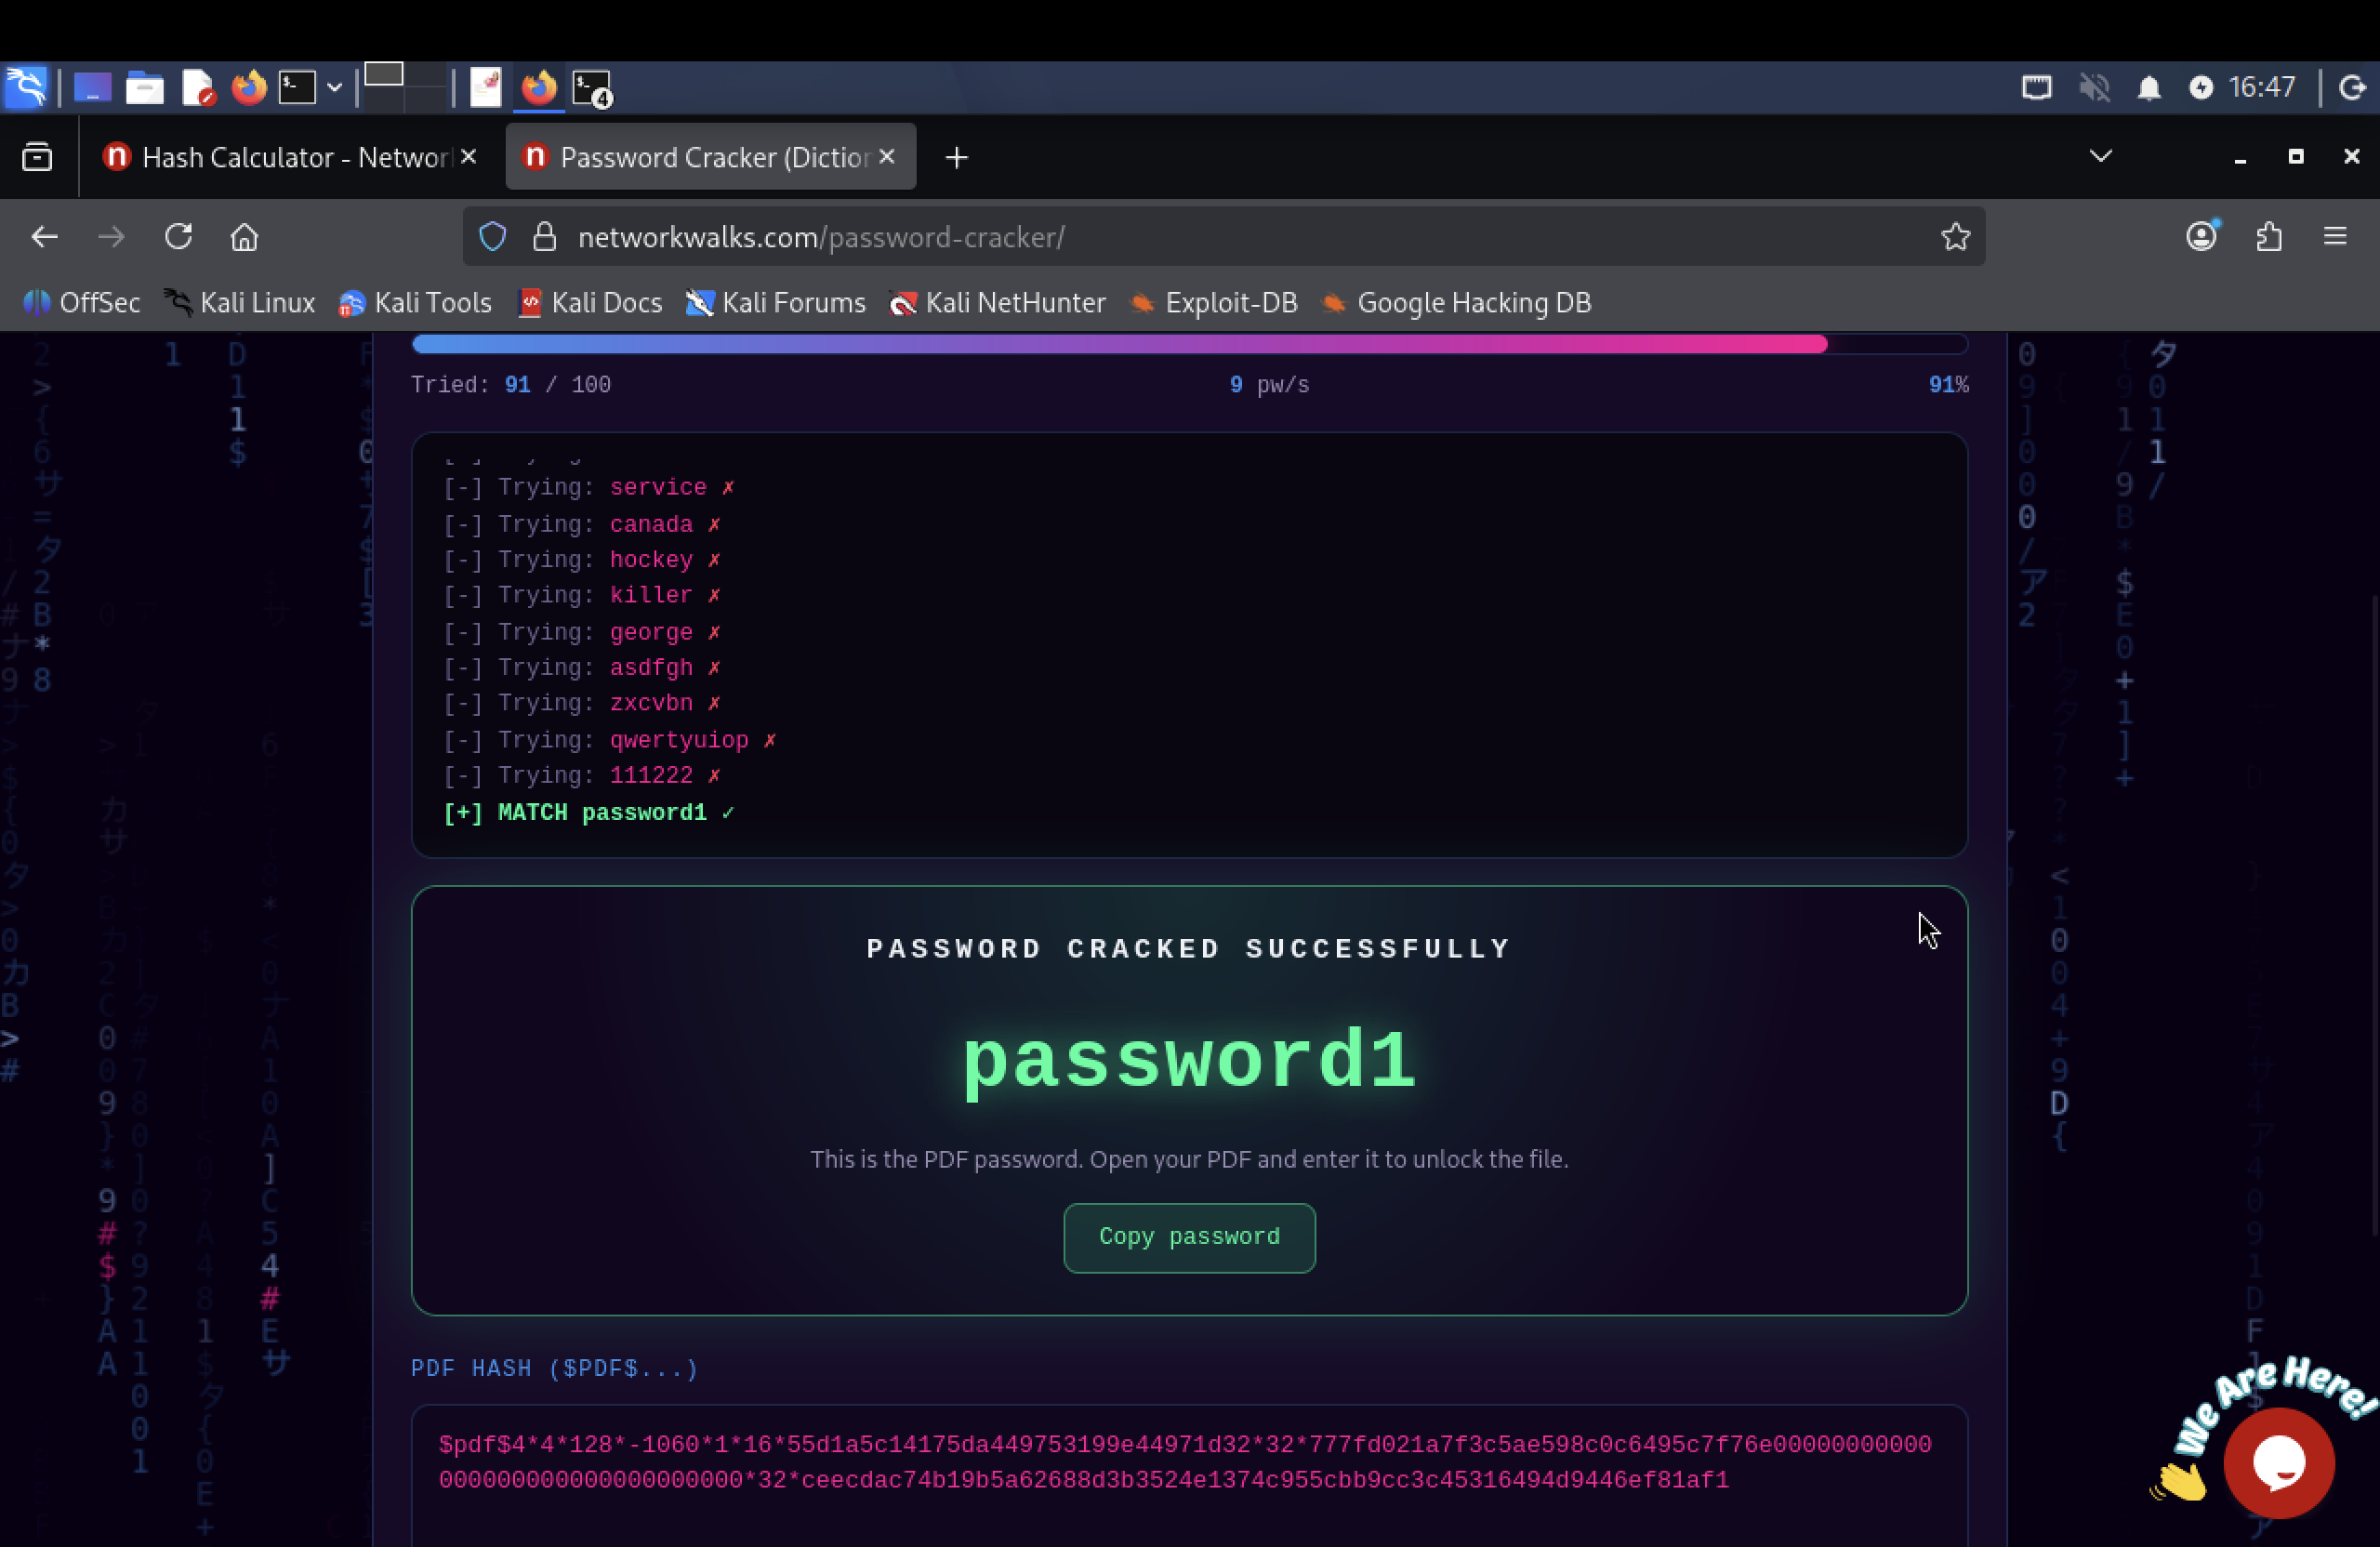 4
16:47
Hash Calculator - Networ
Password Cracker (Diction
networkwalks.com/password-cracker/
OffSec
Kali Linux
Kali Tools
Kali Docs
Kali Forums
Kali NetHunter
Exploit-DB
Google Hacking DB
Tried: 91 / 100
9 pw/s
91%
[-] Trying: service ✗
[-] Trying: canada ✗
[-] Trying: hockey ✗
[-] Trying: killer ✗
[-] Trying: george ✗
[-] Trying: asdfgh ✗
[-] Trying: zxcvbn ✗
[-] Trying: qwertyuiop ✗
[-] Trying: 111222 ✗
[+] MATCH password1 ✓
PASSWORD CRACKED SUCCESSFULLY
password1
This is the PDF password. Open your PDF and enter it to unlock the file.
Copy password
PDF HASH ($PDF$...)
$pdf$4*4*128*-1060*1*16*55d1a5c14175da449753199e44971d32*32*777fd021a7f3c5ae598c0c6495c7f76e00000000000
0000000000000000000000*32*ceecdac74b19b5a62688d3b3524e1374c955cbb9cc3c45316494d9446ef81af1
We Are Here!